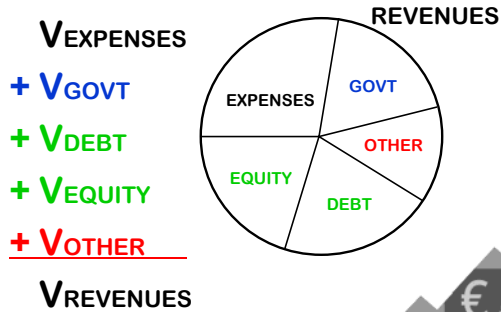 VEXPENSES
+ VGOVT
+ VDEBT
+ VEQUITY
+ VOTHER
VREVENUES
REVENUES
EXPENSES
GOVT
OTHER
EQUITY
DEBT
€